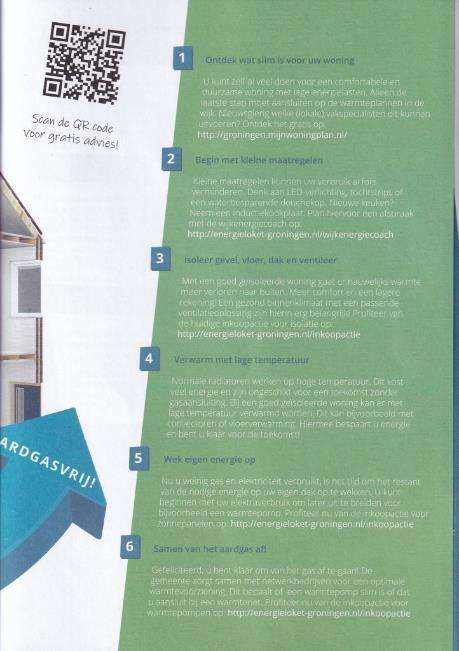 Scan de QR code
voor gratis advies!
ARDGASVRIJ!
1
Ontdek wat slim is voor uw woning
U kunt zelf al veel doen voor een comfortabele en
duurzame woning met lage energielasten. Alleen de
laatste stap moet aansluiten op de warmteplannen in de
wijk. Nieuwsgierig welke (lokale) vakspecialisten dit kunnen
uitvoeren? Ontdek het gratis op:
http://groningen.mijnwoningplan.nl/
2
Begin met kleine maatregelen
Kleine maatregelen kunnen uw verbruik al fors
verminderen. Denk aan LED-verlichting, tochtstrips of
een waterbesparende douchekop. Nieuwe keuken?
Neem een inductiekookplaat. Plan hiervoor een afspraak
met de wijkenergiecoach op:
http://energieloket-groningen.nl/wijkenergiecoach
3
Isoleer gevel, vloer, dak en ventileer
Met een goed geïsoleerde woning gaat er nauwelijks warmte
meer verloren naar buiten. Meer comfort en een lagere
rekening! Een gezond binnenklimaat met een passende
ventilatieoplossing zijn hierin erg belangrijk! Profiteer van
de huidige inkoopactie voor isolatie op:
http://energieloket-groningen.nl/inkoopactie
4
Verwarm met lage temperatuur
Normale radiatoren werken op hoge temperatuur. Dit kost
veel energie en zijn ongeschikt voor een toekomst zonder
gasaansluiting. Bij een goed geïsoleerde woning kan er met
lage temperatuur verwarmd worden. Dit kan bijvoorbeeld met
convectoren of vloerverwarming. Hiermee bespaart u energie
en bent u klaar voor de toekomst!
5
Wek eigen energie op
Nu u weinig gas en elektriciteit verbruikt, is het tijd om het restant
van de nodige energie op uw eigen dak op te wekken. U kunt
beginnen met uw elektraverbruik om later uit te breiden voor
bijvoorbeeld een warmtepomp. Profiteer nu van de inkoopactie voor
zonnepanelen op: http://energieloket-groningen.nl/inkoopactie
6
Samen van het aardgas af!
Gefeliciteerd, u bent klaar om van het gas af te gaan! De
gemeente zorgt samen met netwerkbedrijven voor een optimale
warmtevoorziening. Dit bepaalt of een warmtepomp slim is of dat
u aansluit bij een warmtenet. Profiteer nu van de inkoopactie voor
warmtepompen op: http://energieloket-groningen.nl/inkoopactie